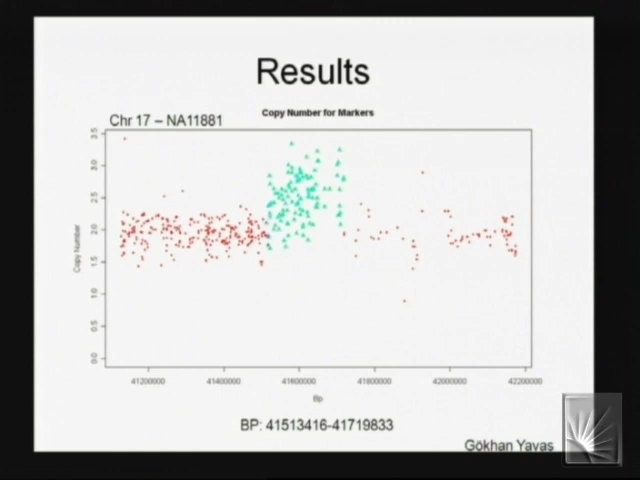 Results
Copy Number for Markers
Chr 17 – NA11881
3.5
3.0
2.5
2.0
1.5
1.0
0.5
0.0
Copy Number
41200000 41400000 41600000 41800000 42000000 42200000
Bp
BP: 41513416-41719833
Gökhan Yavas